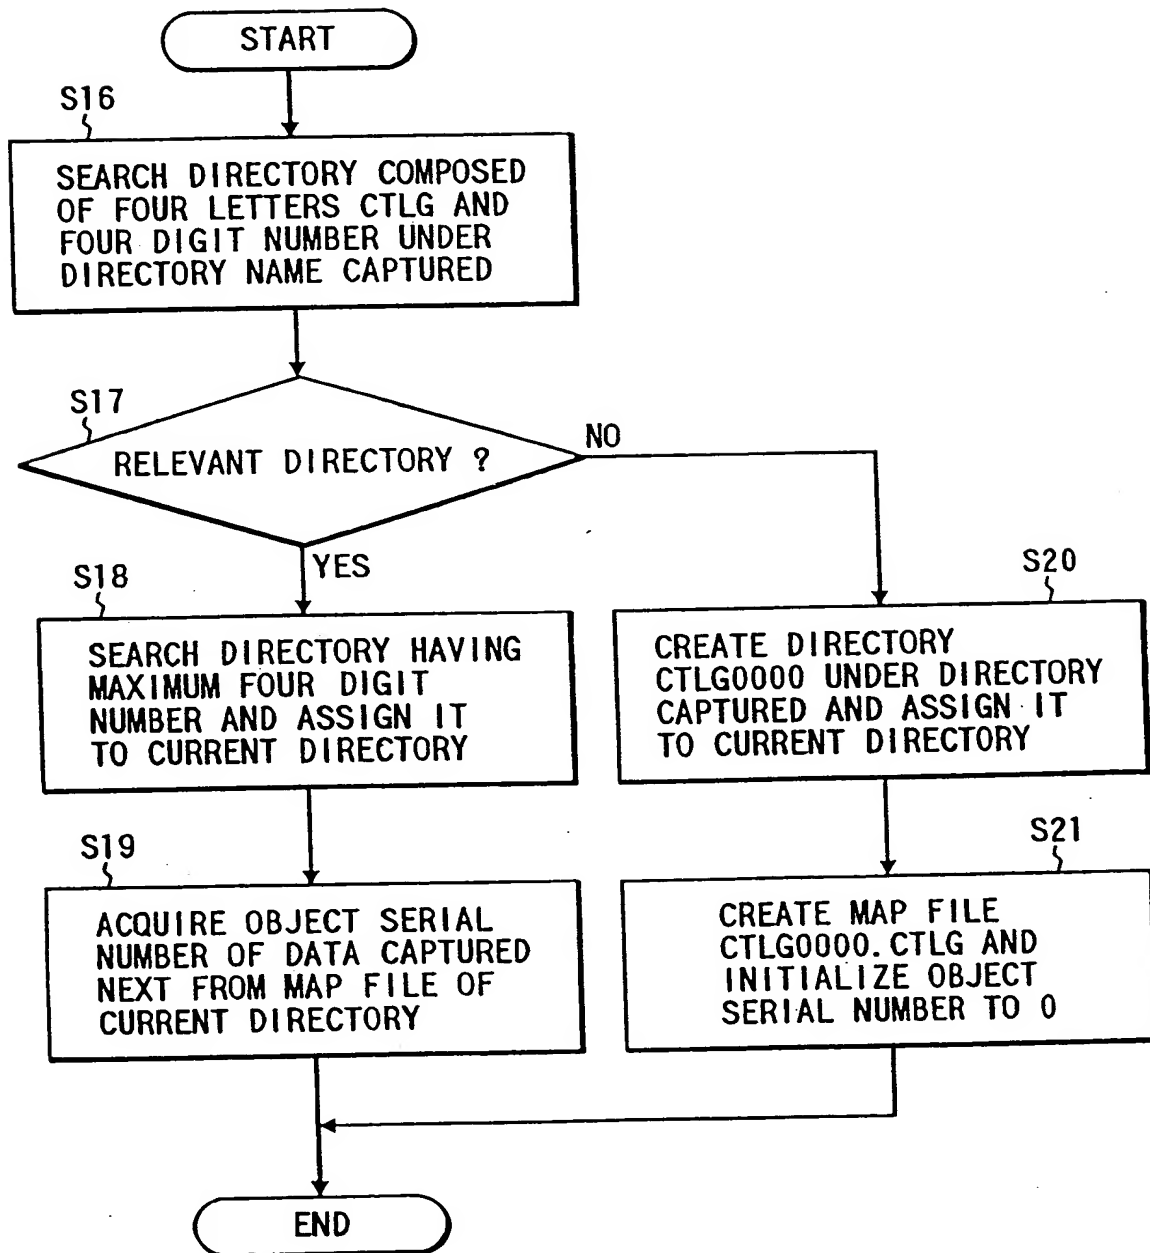 START
S16
SEARCH DIRECTORY COMPOSED
OF FOUR LETTERS CTLG AND
FOUR DIGIT NUMBER UNDER
DIRECTORY NAME CAPTURED
S17
RELEVANT DIRECTORY ?
NO
YES
S18
SEARCH DIRECTORY HAVING
MAXIMUM FOUR DIGIT
NUMBER AND ASSIGN IT
TO CURRENT DIRECTORY
S20
CREATE DIRECTORY
CTLG0000 UNDER DIRECTORY
CAPTURED AND ASSIGN IT
TO CURRENT DIRECTORY
S19
ACQUIRE OBJECT SERIAL
NUMBER OF DATA CAPTURED
NEXT FROM MAP FILE OF
CURRENT DIRECTORY
S21
CREATE MAP FILE
CTLG0000.CTLG AND
INITIALIZE OBJECT
SERIAL NUMBER TO 0
END